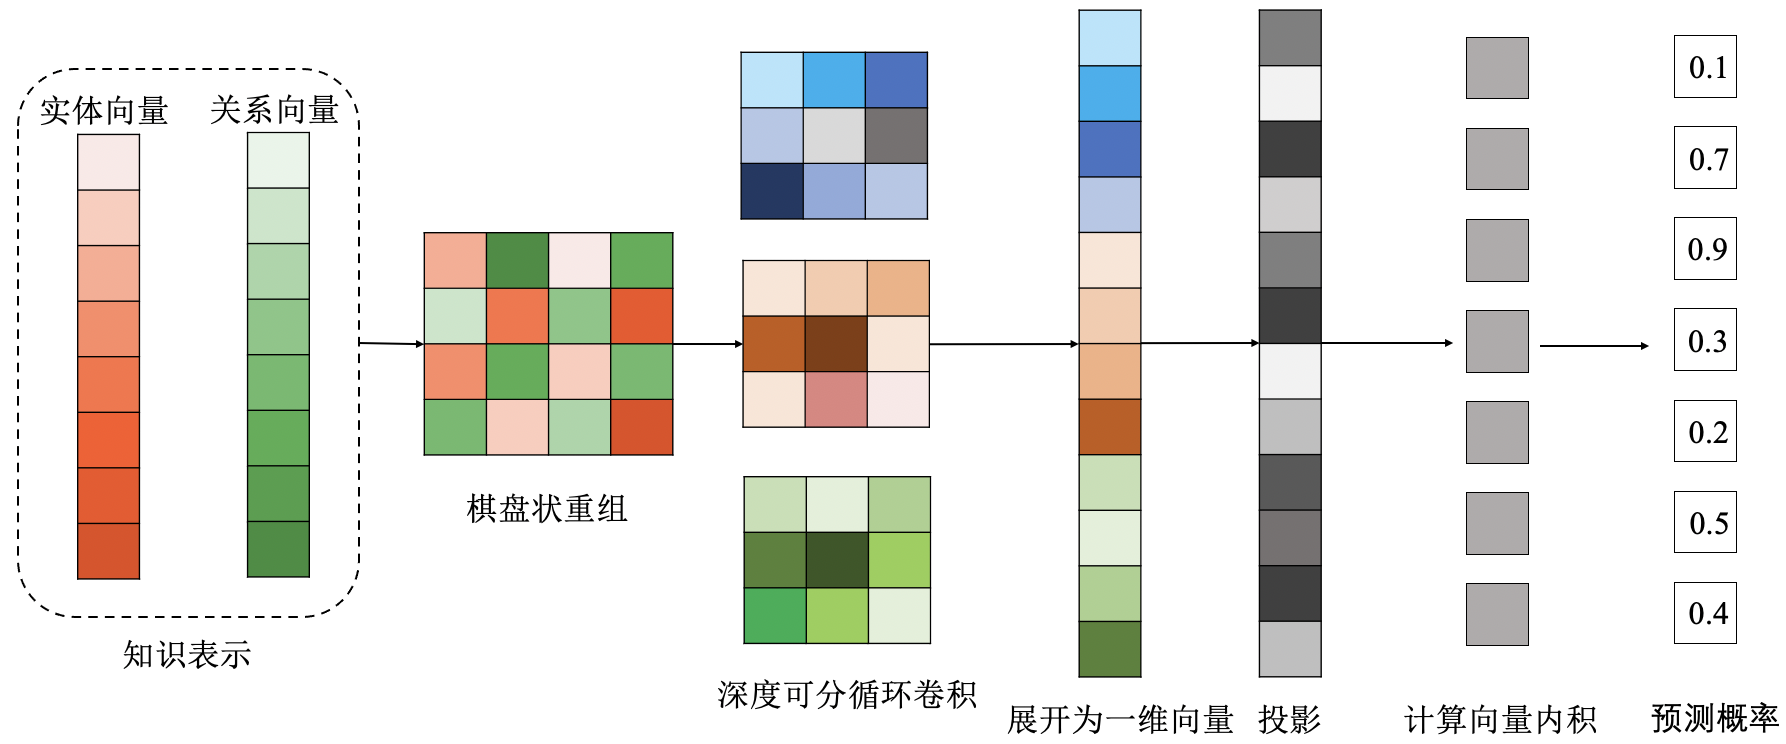 实体向量
关系向量
知识表示
棋盘状重组
深度可分循环卷积
展开为一维向量
投影
计算向量内积
0.1
0.7
0.9
0.3
0.2
0.5
0.4
预测概率